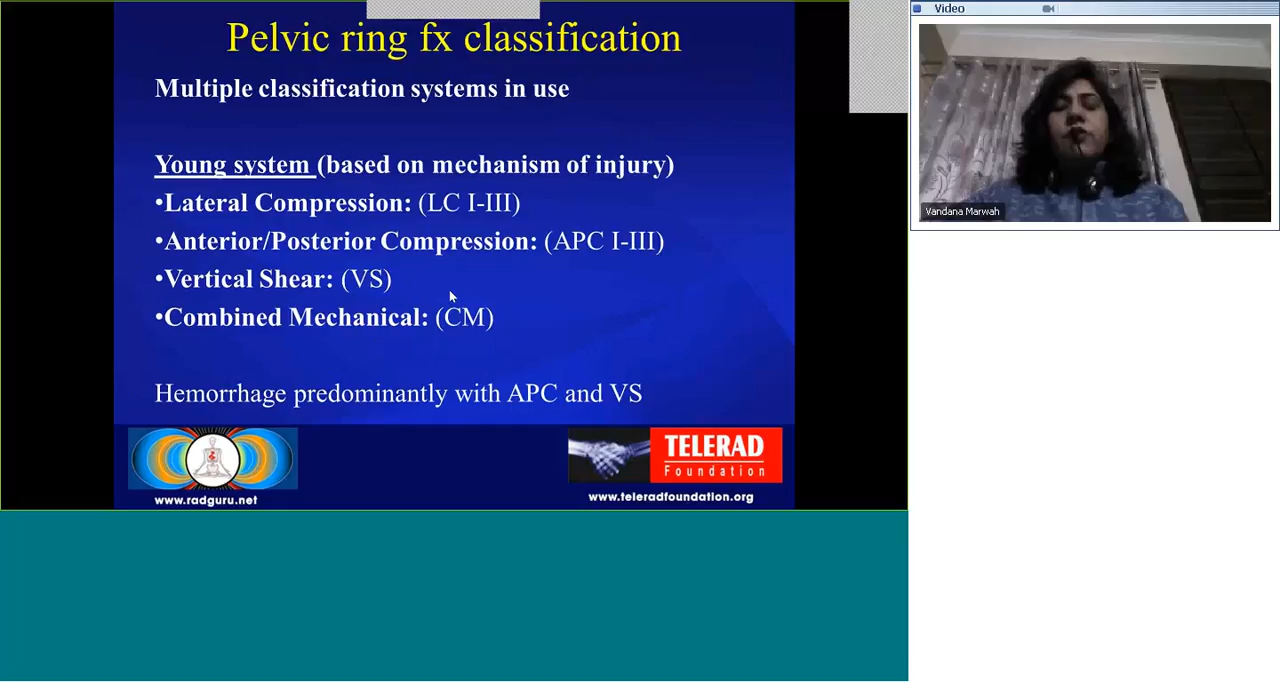 Pelvic ring fx classification
Multiple classification systems in use
Young system (based on mechanism of injury)
•Lateral Compression: (LC I-III)
•Anterior/Posterior Compression: (APC I-III)
•Vertical Shear: (VS)
•Combined Mechanical: (CM)
Hemorrhage predominantly with APC and VS
www.radguru.net
TELERAD
Foundation
www.teleradfoundation.org
Video
Vandana Marwah